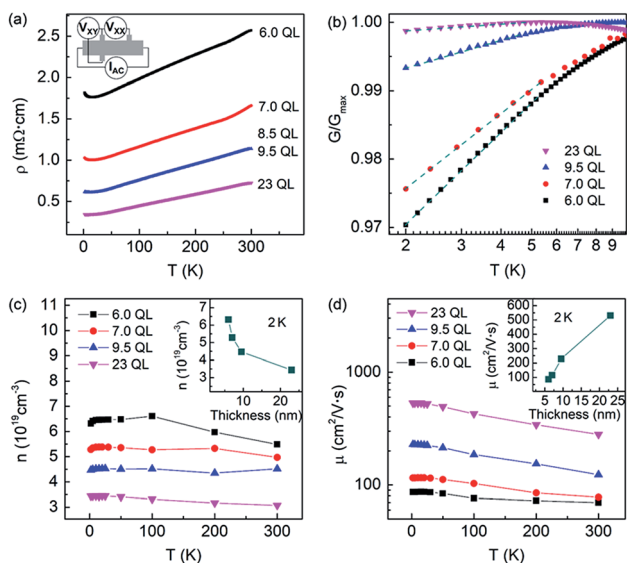 (a)
V_XY V_XX
I_AC
2.5
2.0
1.5
1.0
0.5
ρ (mΩ·cm)
6.0 QL
7.0 QL
8.5 QL
9.5 QL
23 QL
0 100 200 300
T (K)
(b)
1.00
0.99
0.98
0.97
G/G_max
23 QL
9.5 QL
7.0 QL
6.0 QL
2 3 4 5 6 7 8 9
T (K)
(c)
11
10
9
8
7
6
5
4
3
n (10^19cm^-3)
6.0 QL
7.0 QL
9.5 QL
23 QL
0 100 200 300
T (K)
2 K
7
6
5
4
3
n (10^19cm^-3)
10 20
Thickness (nm)
(d)
1000
100
μ (cm^2/V·s)
23 QL
9.5 QL
7.0 QL
6.0 QL
0 100 200 300
T (K)
2 K
600
500
400
300
200
100
0
μ (cm^2/V·s)
5 10 15 20 25
Thickness (nm)